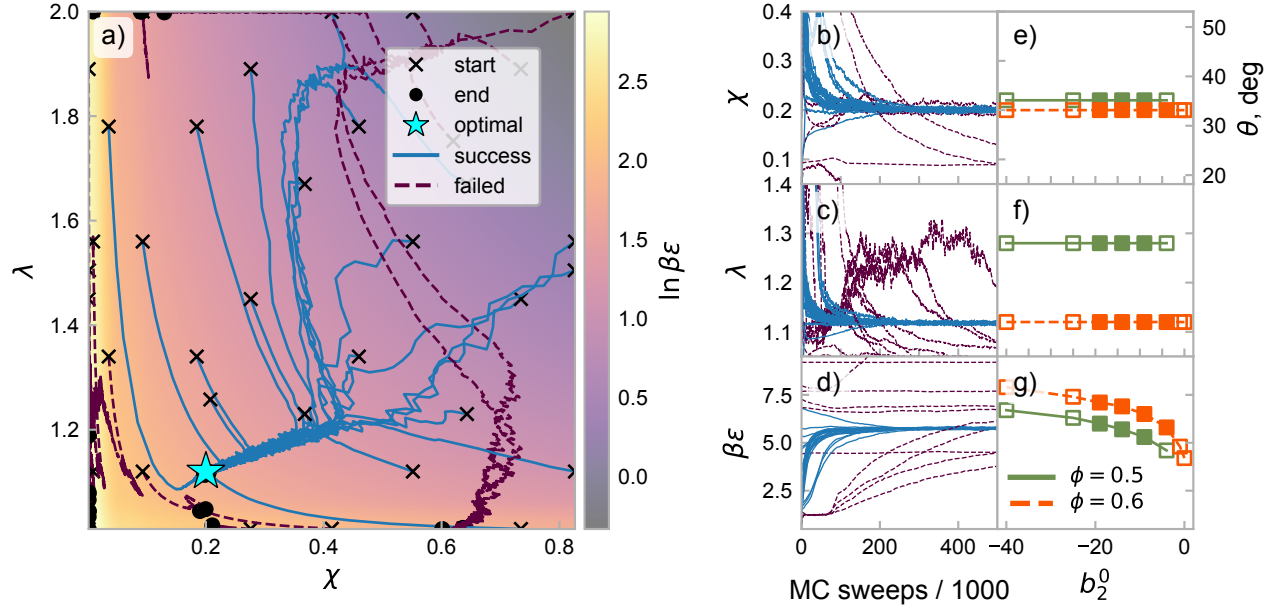 a)
start
end
optimal
success
failed
2.0
1.8
1.6
1.4
1.2
λ
0.2
0.4
0.6
0.8
χ
2.5
2.0
1.5
1.0
0.5
0.0
ln βε
b)
0.4
0.3
0.2
0.1
χ
e)
50
40
30
20
θ, deg
c)
1.4
1.3
1.2
1.1
λ
f)
d)
7.5
5.0
2.5
βε
0
200
400
MC sweeps / 1000
g)
ϕ = 0.5
ϕ = 0.6
−40
−20
0
b₂⁰